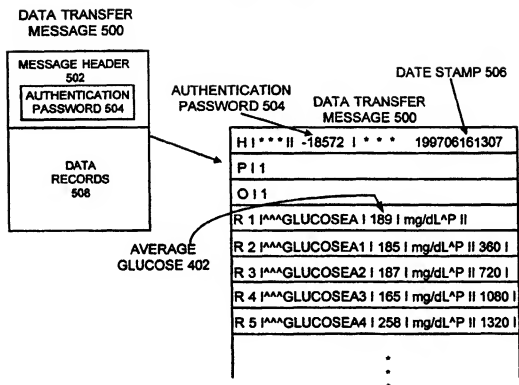 DATA TRANSFER
MESSAGE 500
MESSAGE HEADER
502
AUTHENTICATION
PASSWORD 504
DATA
RECORDS
508
AUTHENTICATION
PASSWORD 504
DATE STAMP 506
DATA TRANSFER
MESSAGE 500
H I * * * II -18572 I * * * 199706161307
P I 1
O I 1
R 1 I^^^GLUCOSEA I 189 I mg/dL^P II
R 2 I^^^GLUCOSEA1 I 185 I mg/dL^P II 360 I
R 3 I^^^GLUCOSEA2 I 187 I mg/dL^P II 720 I
R 4 I^^^GLUCOSEA3 I 165 I mg/dL^P II 1080 I
R 5 I^^^GLUCOSEA4 I 258 I mg/dL^P II 1320 I
AVERAGE
GLUCOSE 402